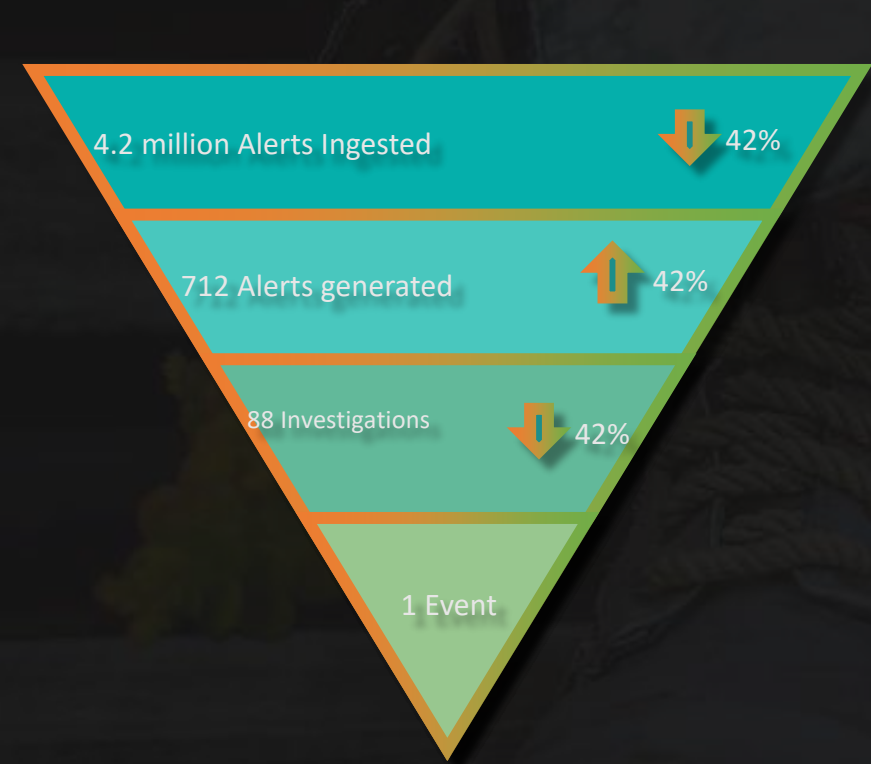 4.2 million Alerts Ingested 42%
712 Alerts generated 42%
88 Investigations 42%
1 Event